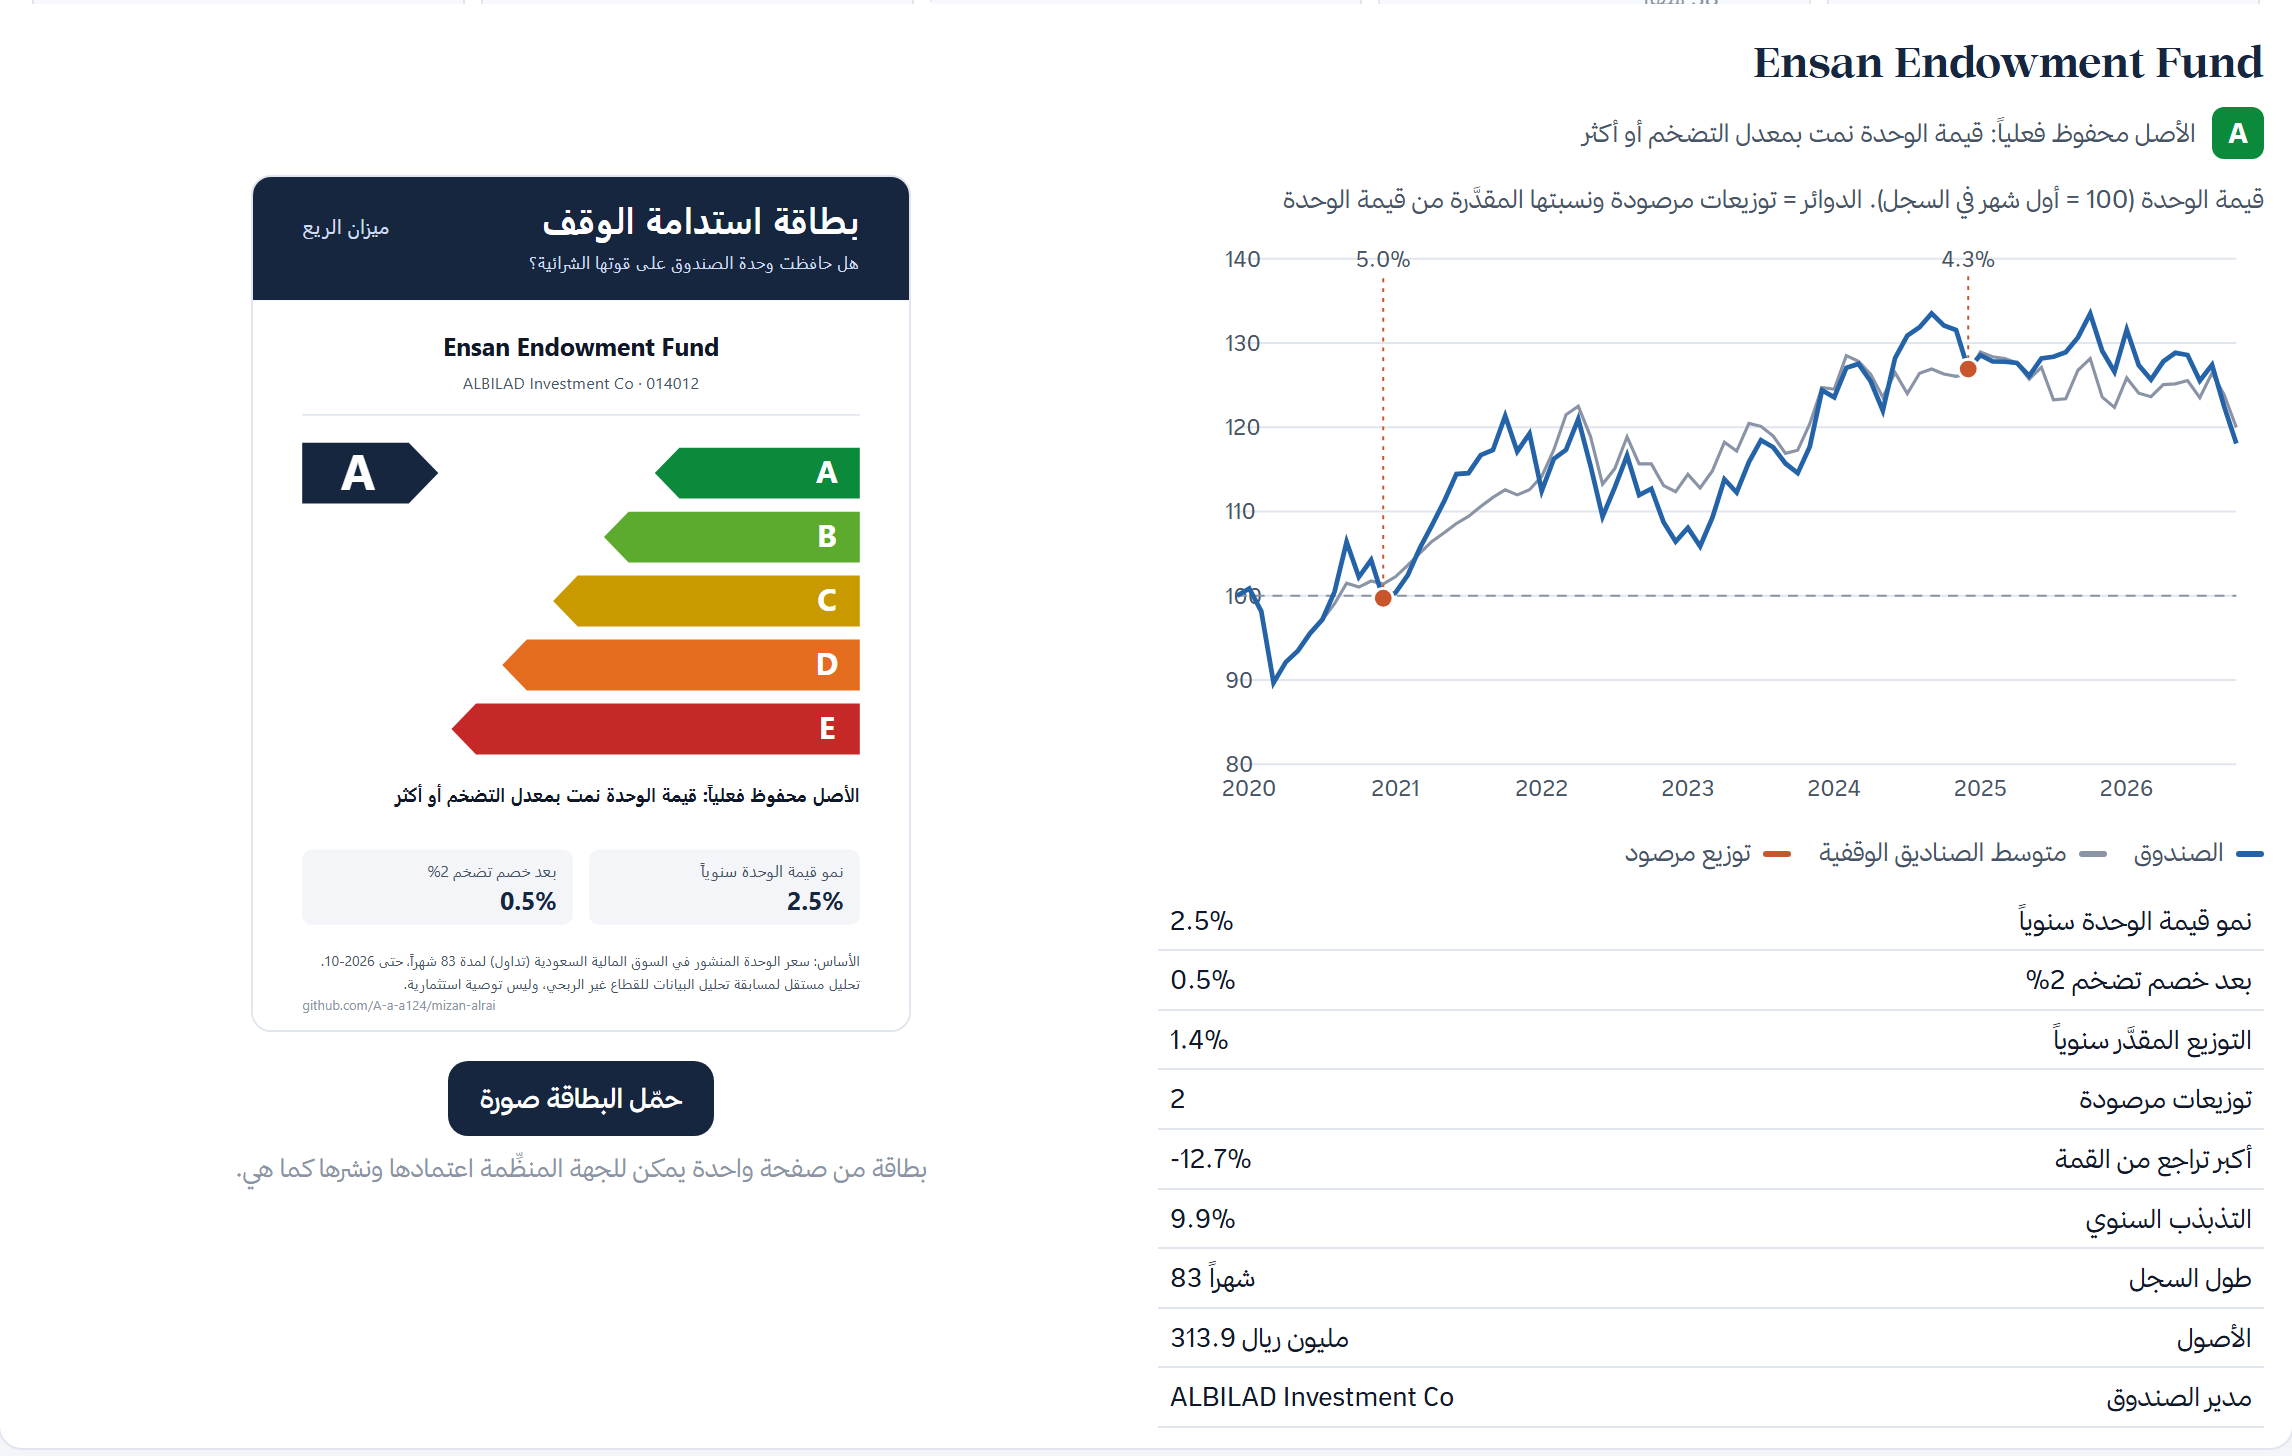 Ensan Endowment Fund
A
الأصل محفوظ فعلياً: قيمة الوحدة نمت بمعدل التضخم أو أكثر
قيمة الوحدة (100 = أول شهر في السجل). الدوائر = توزيعات مرصودة ونسبتها المقدَّرة من قيمة الوحدة
5.0%
4.3%
140
130
120
110
100
90
80
2020 2021 2022 2023 2024 2025 2026
الصندوق
متوسط الصناديق الوقفية
توزيع مرصود
نمو قيمة الوحدة سنوياً 2.5%
بعد خصم تضخم 2% 0.5%
التوزيع المقدَّر سنوياً 1.4%
توزيعات مرصودة 2
أكبر تراجع من القمة -12.7%
التذبذب السنوي 9.9%
طول السجل 83 شهراً
الأصول 313.9 مليون ريال
مدير الصندوق ALBILAD Investment Co
بطاقة استدامة الوقف
ميزان الريع
هل حافظت وحدة الصندوق على قوتها الشرائية؟
Ensan Endowment Fund
ALBILAD Investment Co · 014012
A
A
B
C
D
E
الأصل محفوظ فعلياً: قيمة الوحدة نمت بمعدل التضخم أو أكثر
نمو قيمة الوحدة سنوياً
2.5%
بعد خصم تضخم 2%
0.5%
الأساس: سعر الوحدة المنشور في السوق المالية السعودية (تداول) لمدة 83 شهراً، حتى 2026-10.
تحليل مستقل لمسابقة تحليل البيانات للقطاع غير الربحي، وليس توصية استثمارية.
github.com/A-a-a124/mizan-alrai
حمّل البطاقة صورة
بطاقة من صفحة واحدة يمكن للجهة المنظِّمة اعتمادها ونشرها كما هي.